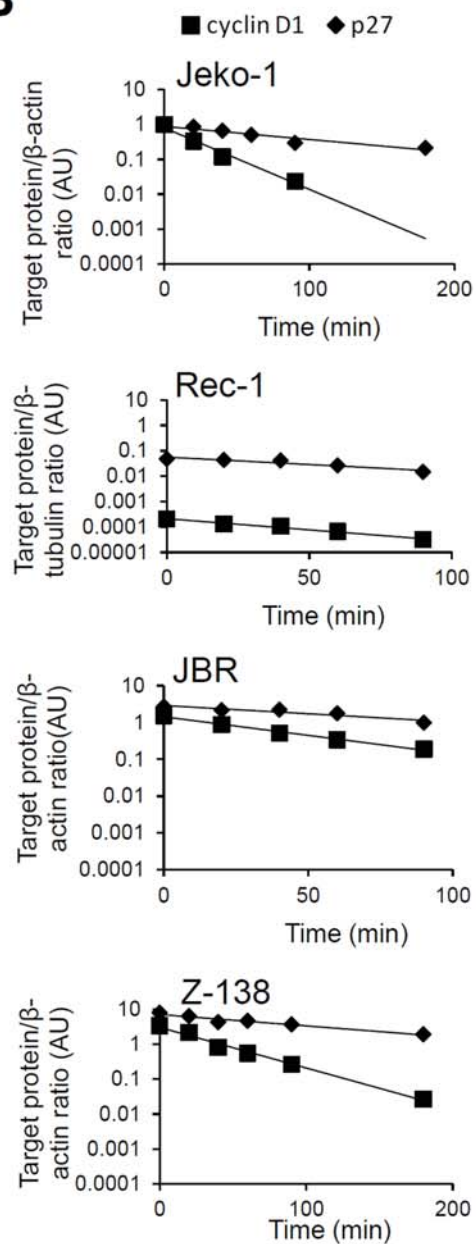 cyclin D1 p27
Jeko-1
Target protein/β-actin
ratio (AU)
10
1
0.1
0.01
0.001
0.0001
0 100 200
Time (min)
Rec-1
Target protein/β-
tubulin ratio (AU)
10
1
0.1
0.01
0.001
0.0001
0.00001
0 50 100
Time (min)
JBR
Target protein/β-
actin ratio(AU)
10
1
0.1
0.01
0.001
0.0001
0 50 100
Time (min)
Z-138
Target protein/β-
actin ratio (AU)
10
1
0.1
0.01
0.001
0.0001
0 100 200
Time (min)